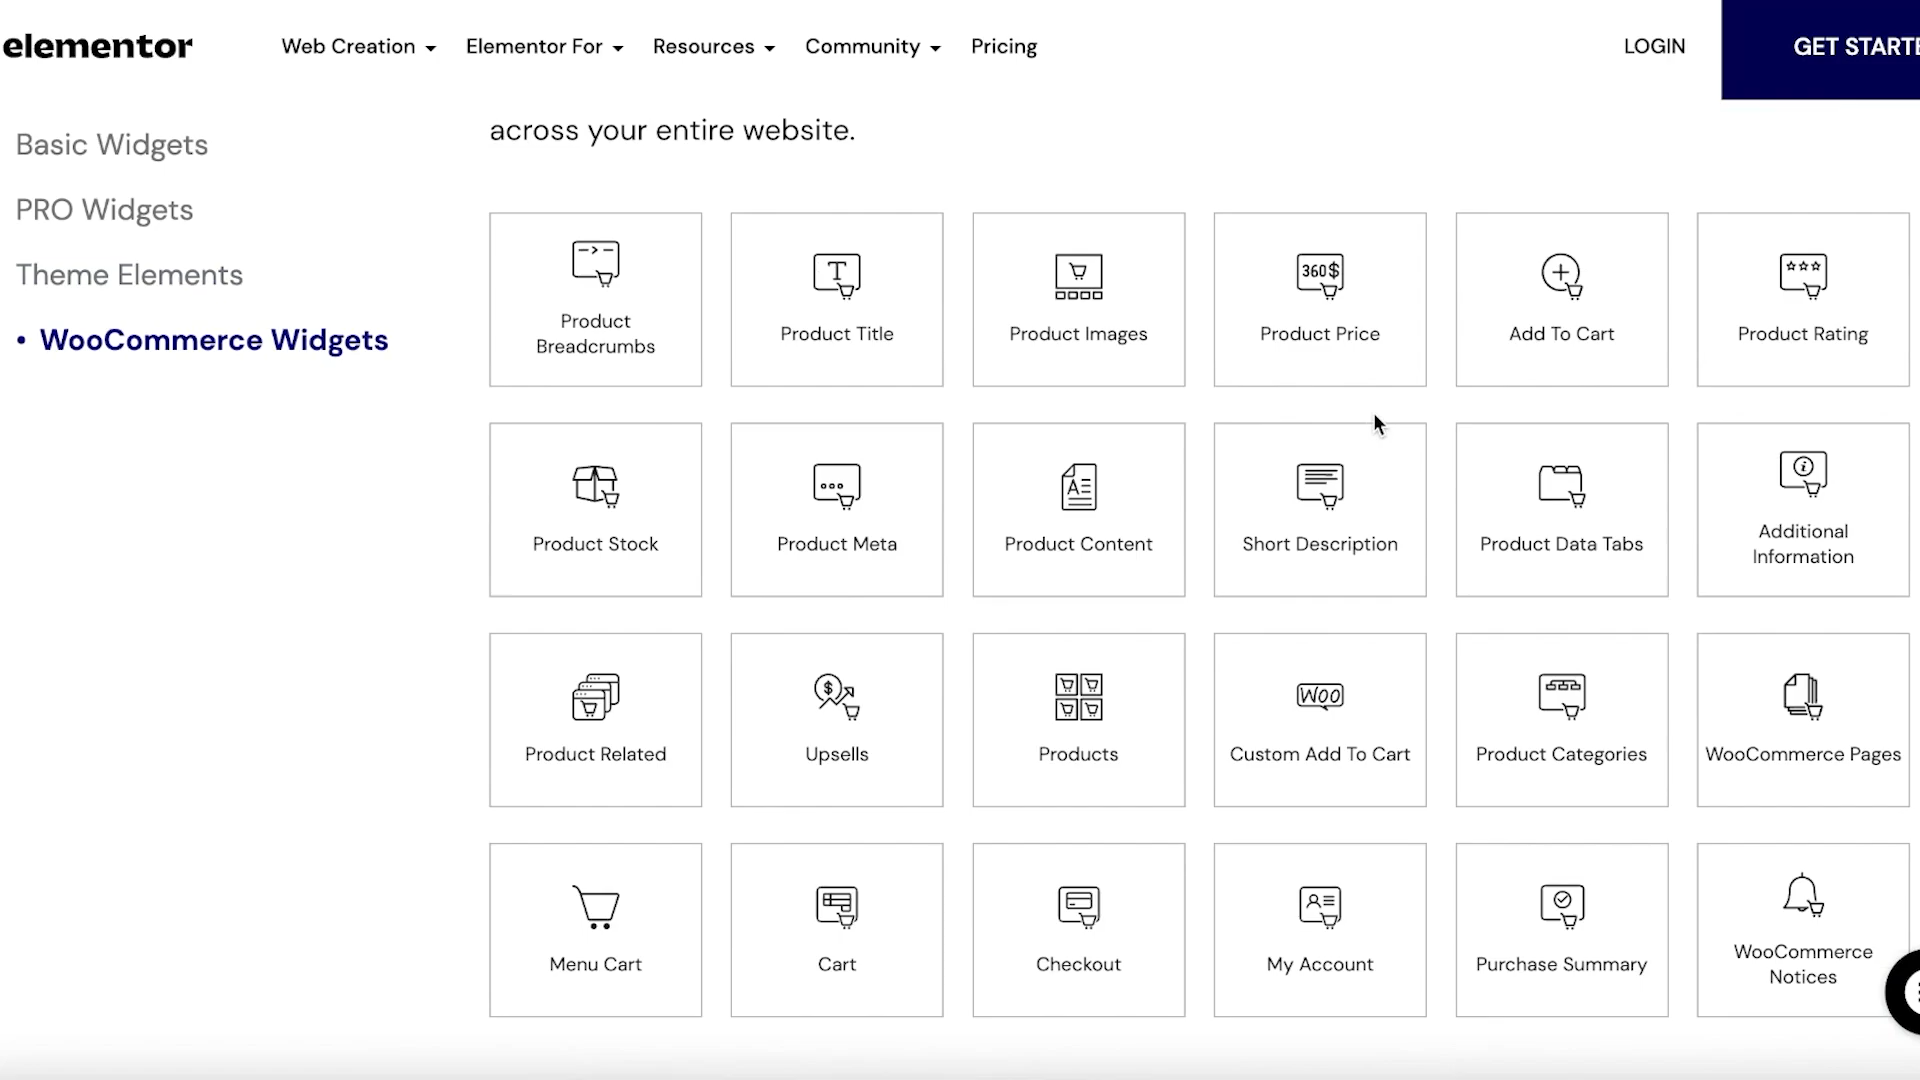 elementor
Web Creation
Elementor For
Resources
Community
Pricing
LOGIN
GET STARTE
Basic Widgets
PRO Widgets
Theme Elements
• WooCommerce Widgets
across your entire website.
Product
Breadcrumbs
T
Product Title
Product Images
360$
Product Price
Add To Cart
Product Rating
Product Stock
Product Meta
A
Product Content
Short Description
Product Data Tabs
i
Additional
Information
Product Related
$
Upsells
Products
WOO
Custom Add To Cart
Product Categories
WooCommerce Pages
Menu Cart
Cart
Checkout
My Account
Purchase Summary
WooCommerce
Notices